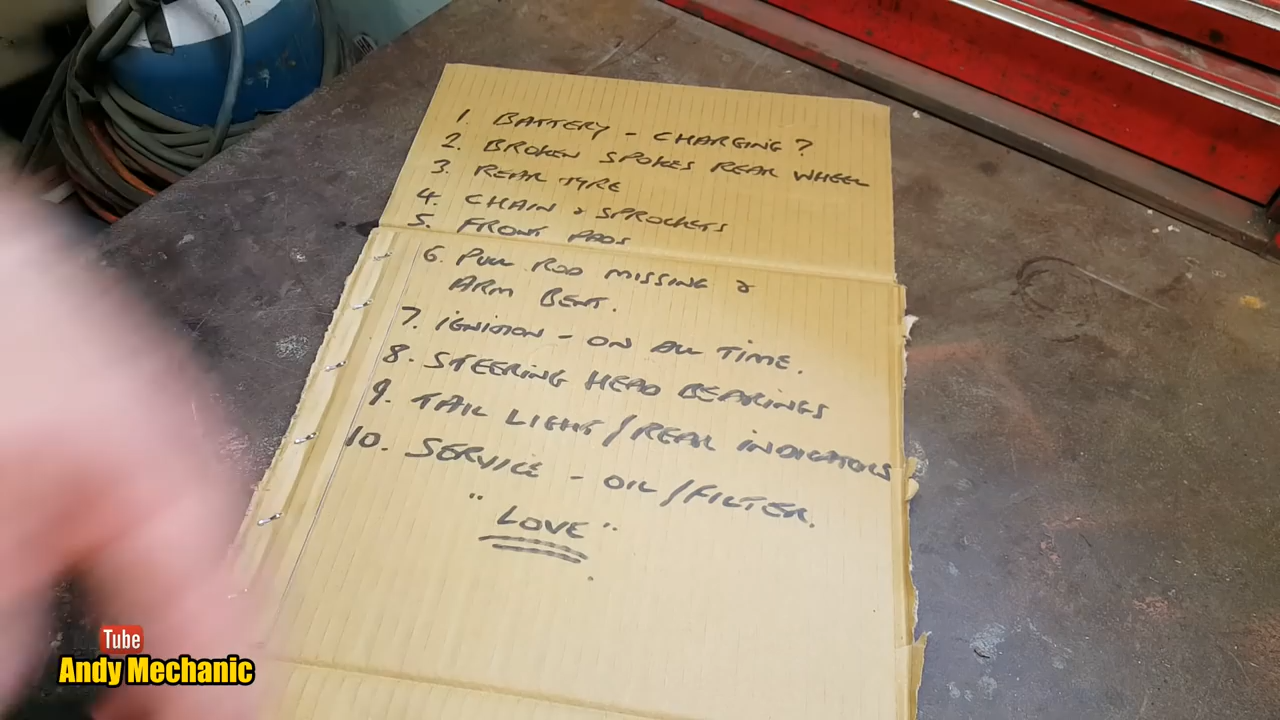 1 BATTERY - CHARGING?
2. BROKEN SPOKES REAR WHEEL
3. REAR TYRE
4. CHAIN & SPROCKETS
5. FRONT PADS
6. PULL ROD MISSING &
ARM BENT.
7. IGNITION - ON ALL TIME.
8. STEERING HEAD BEARINGS
9. TAIL LIGHT/REAR INDICATORS
10. SERVICE - OIL/FILTER.
"LOVE"
Tube
Andy Mechanic